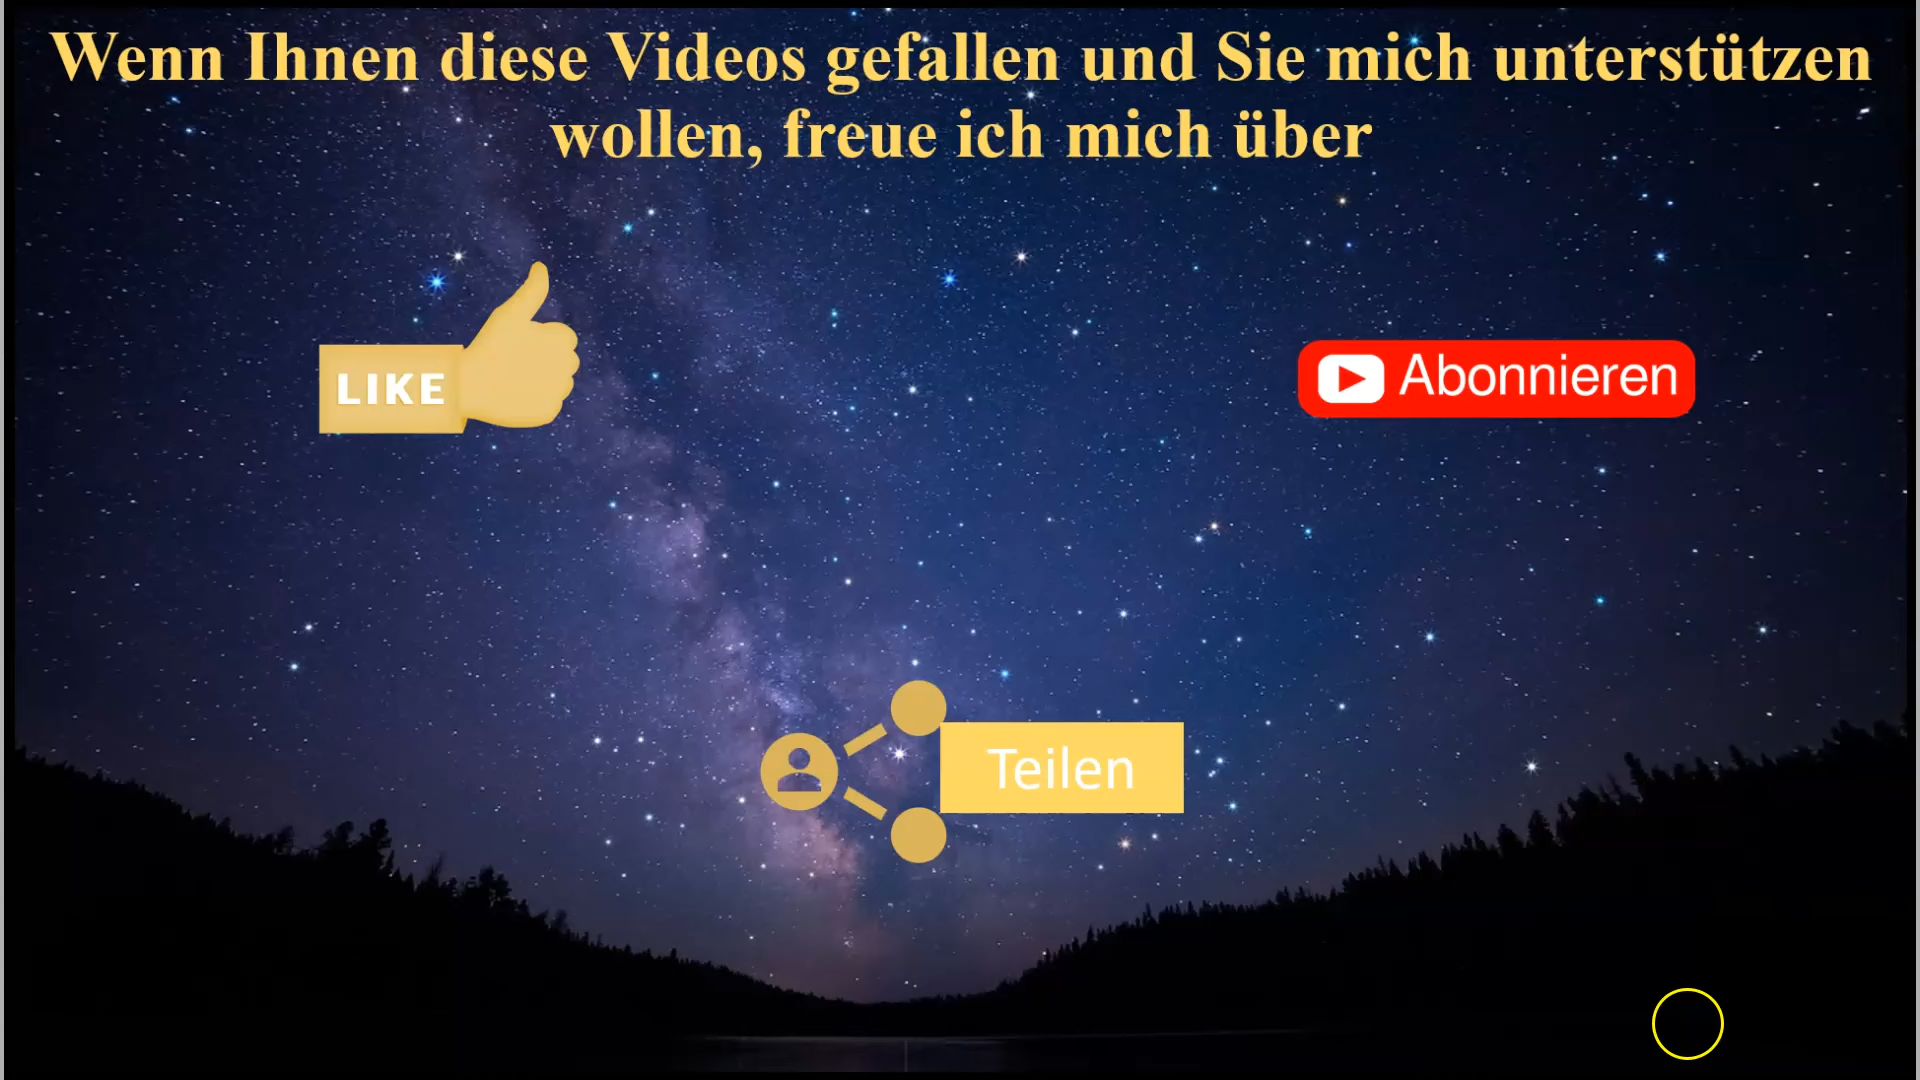 Wenn Ihnen diese Videos gefallen und Sie mich unterstützen
wollen, freue ich mich über
LIKE
Abonnieren
Teilen